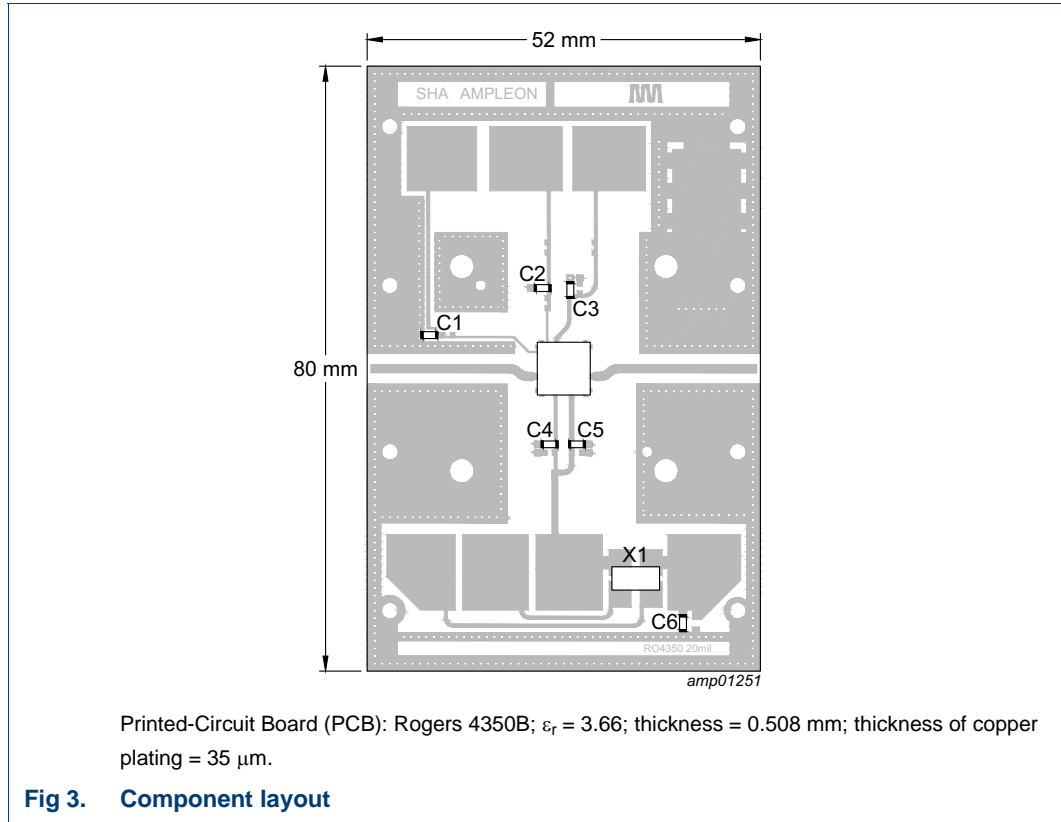 52 mm
SHA AMPLEON
C2
C3
C1
80 mm
C4 C5
X1
C6
RO4350 20mil
amp01251
Printed-Circuit Board (PCB): Rogers 4350B; εr = 3.66; thickness = 0.508 mm; thickness of copper
plating = 35 μm.
Fig 3. Component layout